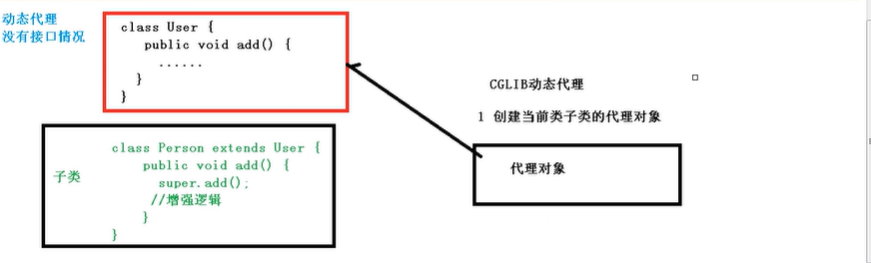 动态代理
没有接口情况
class User {
public void add() {
......
}
}
子类
class Person extends User {
public void add() {
super.add();
//增强逻辑
}
}
CGLIB动态代理
1 创建当前类子类的代理对象
代理对象